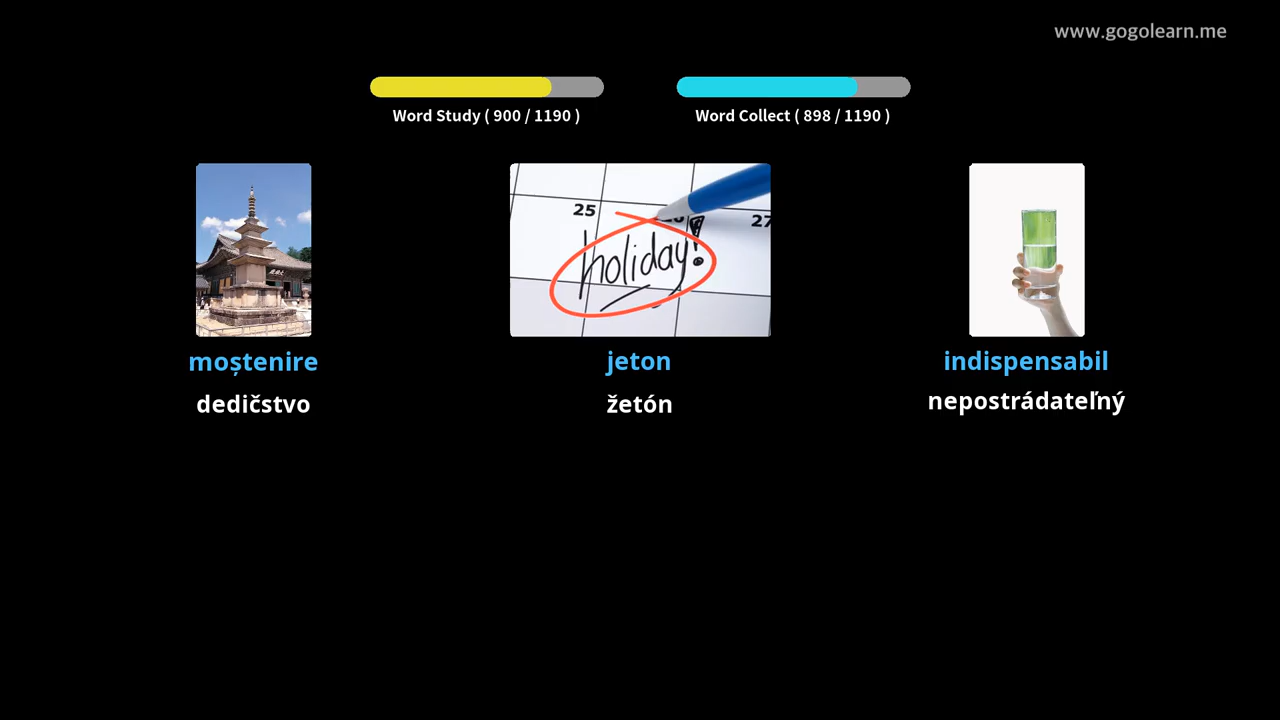 www.gogolearn.me
Word Study ( 900 / 1190 )
Word Collect ( 898 / 1190 )
25
27
holiday!
moștenire
jeton
indispensabil
dedičstvo
žetón
nepostrádateľný